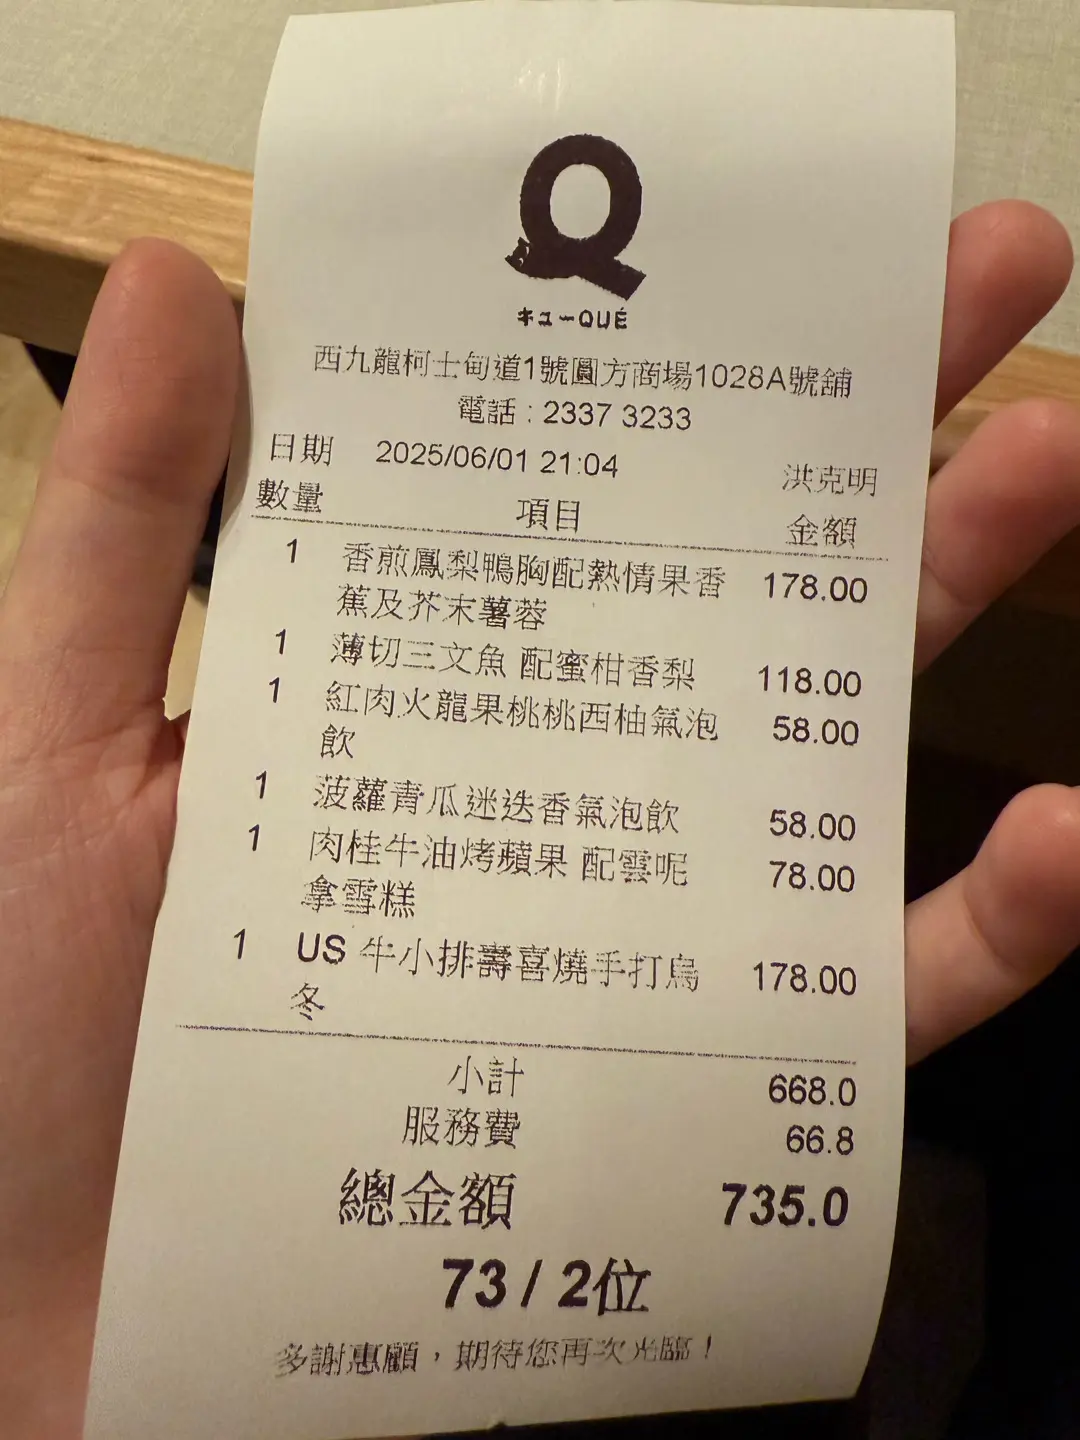 Q
キューQUÉ
西九龍柯士甸道1號圓方商場1028A號舖
電話：2337 3233
日期 2025/06/01 21:04 洪克明
數量 項目 金額
1 香煎鳳梨鴨胸配熱情果香 178.00
蕉及芥末薯蓉
1 薄切三文魚 配蜜柑香梨 118.00
1 紅肉火龍果桃桃西柚氣泡 58.00
飲
1 菠蘿青瓜迷迭香氣泡飲 58.00
1 肉桂牛油烤蘋果 配雲呢 78.00
拿雪糕
1 US 牛小排壽喜燒手打烏 178.00
冬
小計 668.0
服務費 66.8
總金額 735.0
73 / 2位
多謝惠顧，期待您再次光臨！